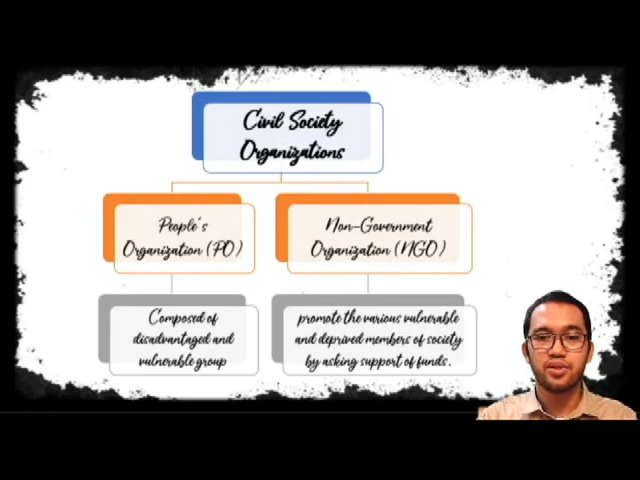 Civil Society
Organizations
People's
Organization (PO)
Non-Government
Organization (NGO)
Composed of
disadvantaged and
vulnerable group
promote the various vulnerable
and deprived members of society
by asking support of funds.